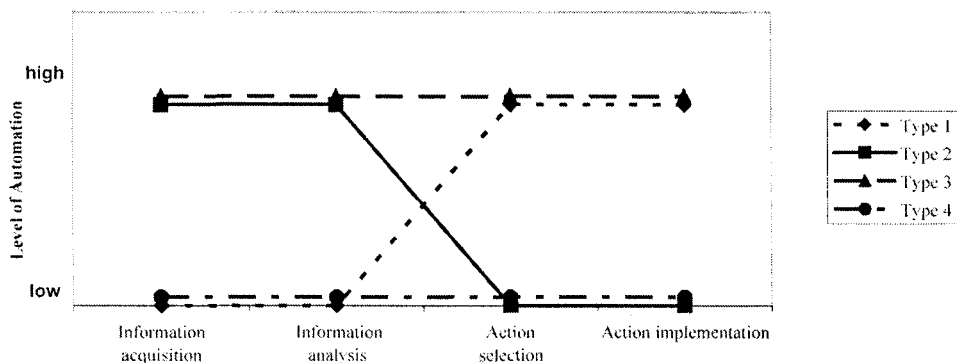 high
Level of Automation
low
Information
acquisition
Information
analysis
Action
selection
Action implementation
Type 1
Type 2
Type 3
Type 4